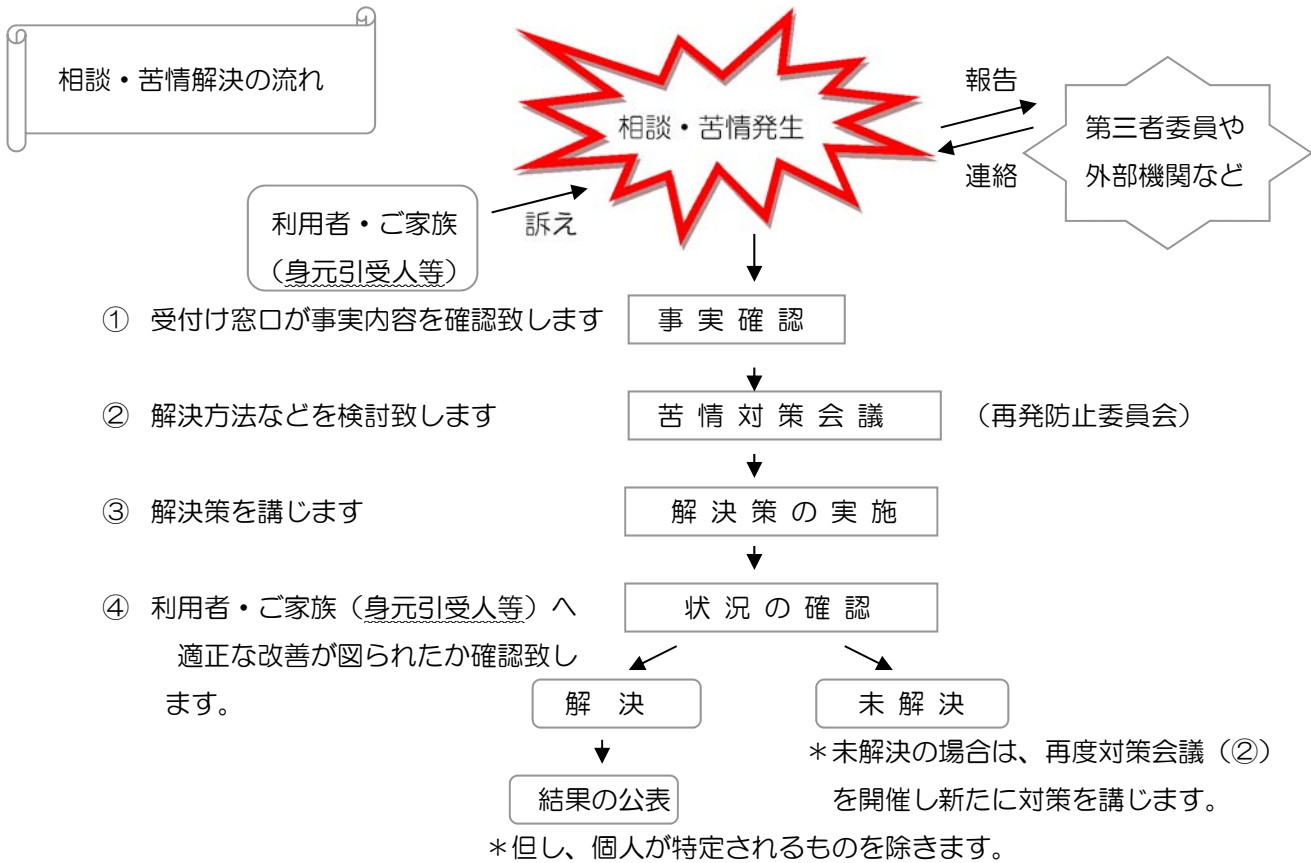 相談・苦情解決の流れ
相談・苦情発生
報告
連絡
第三者委員や
外部機関など
利用者・ご家族
（身元引受人等）
訴え
① 受付け窓口が事実内容を確認致します
事 実 確 認
② 解決方法などを検討致します
苦 情 対 策 会 議
（再発防止委員会）
③ 解決策を講じます
解 決 策 の 実 施
④ 利用者・ご家族（身元引受人等）へ
適正な改善が図られたか確認致し
ます。
状 況 の 確 認
解 決
未 解 決
＊未解決の場合は、再度対策会議（②）
を開催し新たに対策を講じます。
結果の公表
＊但し、個人が特定されるものを除きます。